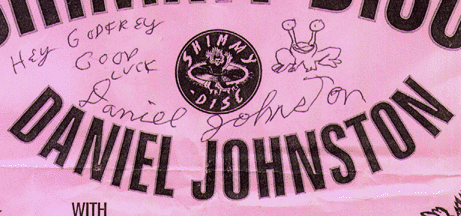 SHIMMY DISC
HEY GODFREY
GOOD
LUCK
SHIMMY
-DISC
Daniel Johnston
DANIEL JOHNSTON
WITH